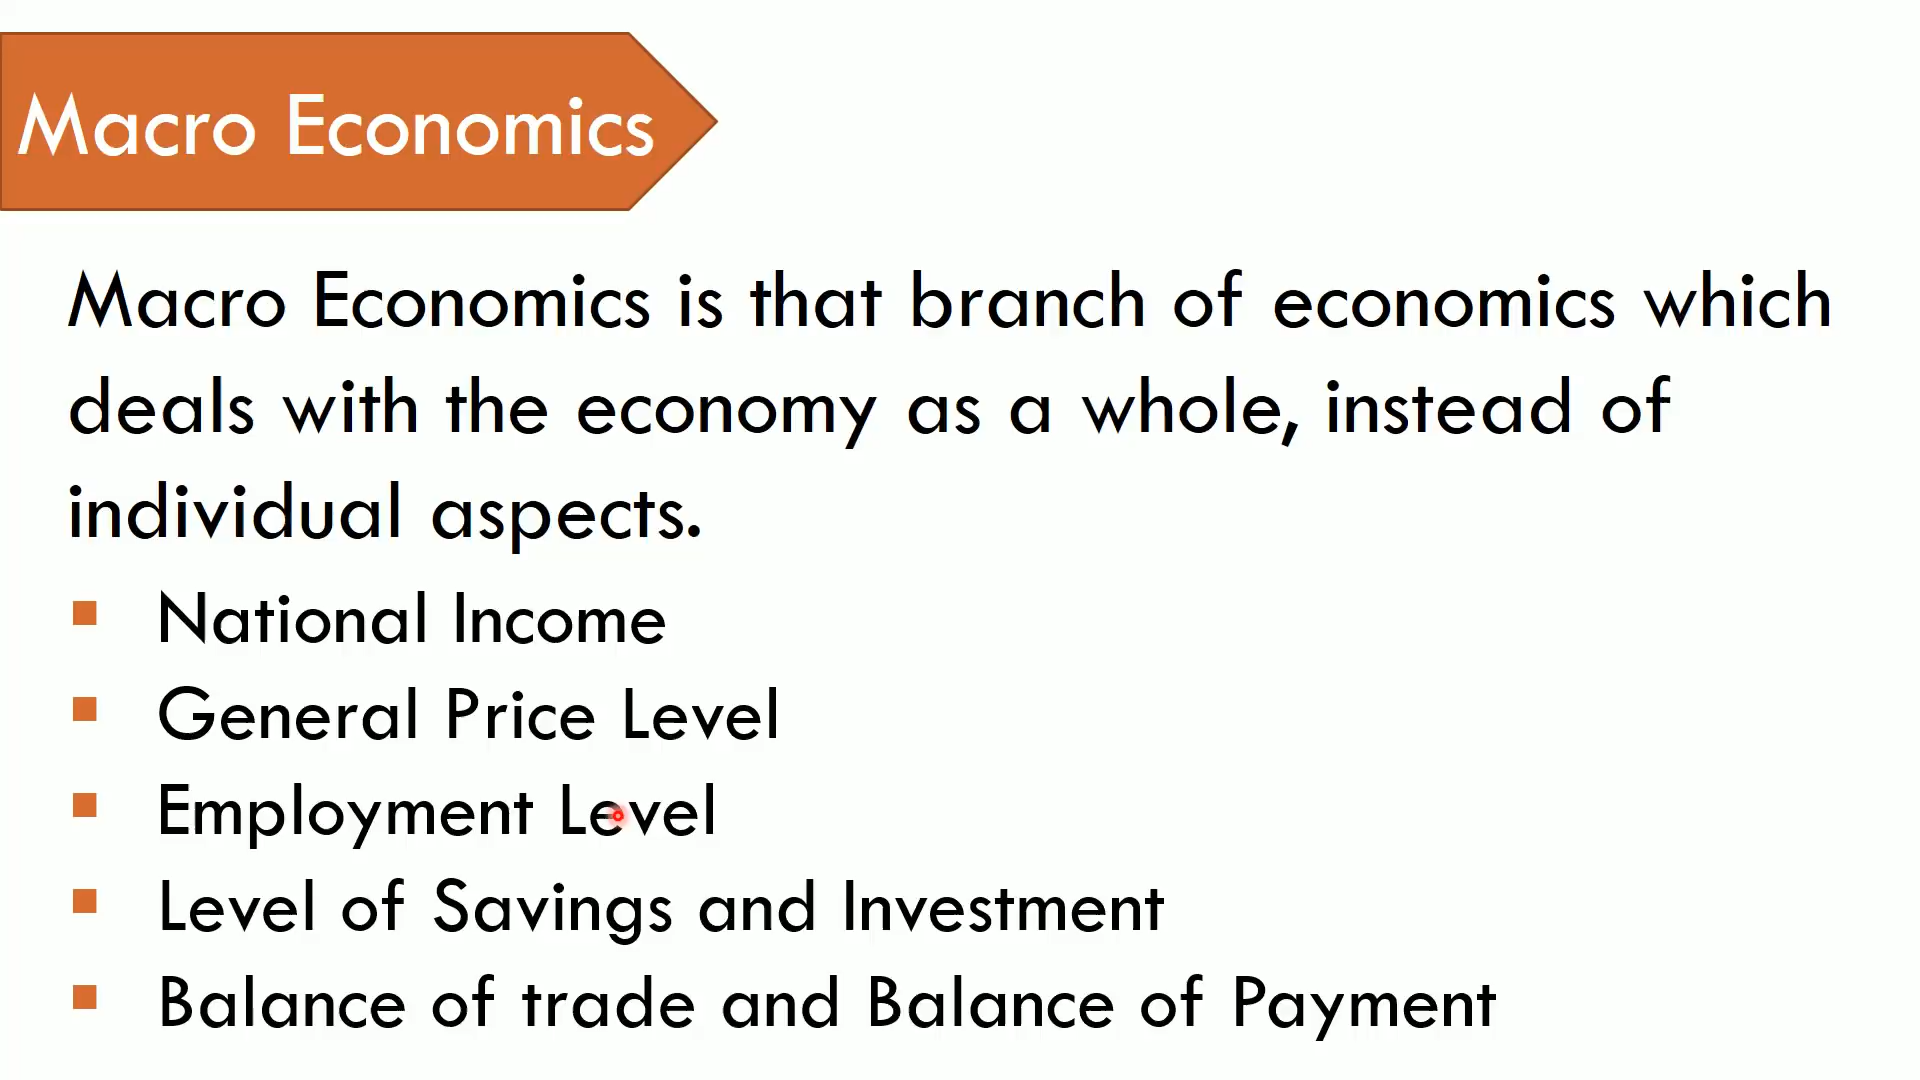 Macro Economics
Macro Economics is that branch of economics which
deals with the economy as a whole, instead of
individual aspects.
National Income
General Price Level
Employment Level
Level of Savings and Investment
Balance of trade and Balance of Payment